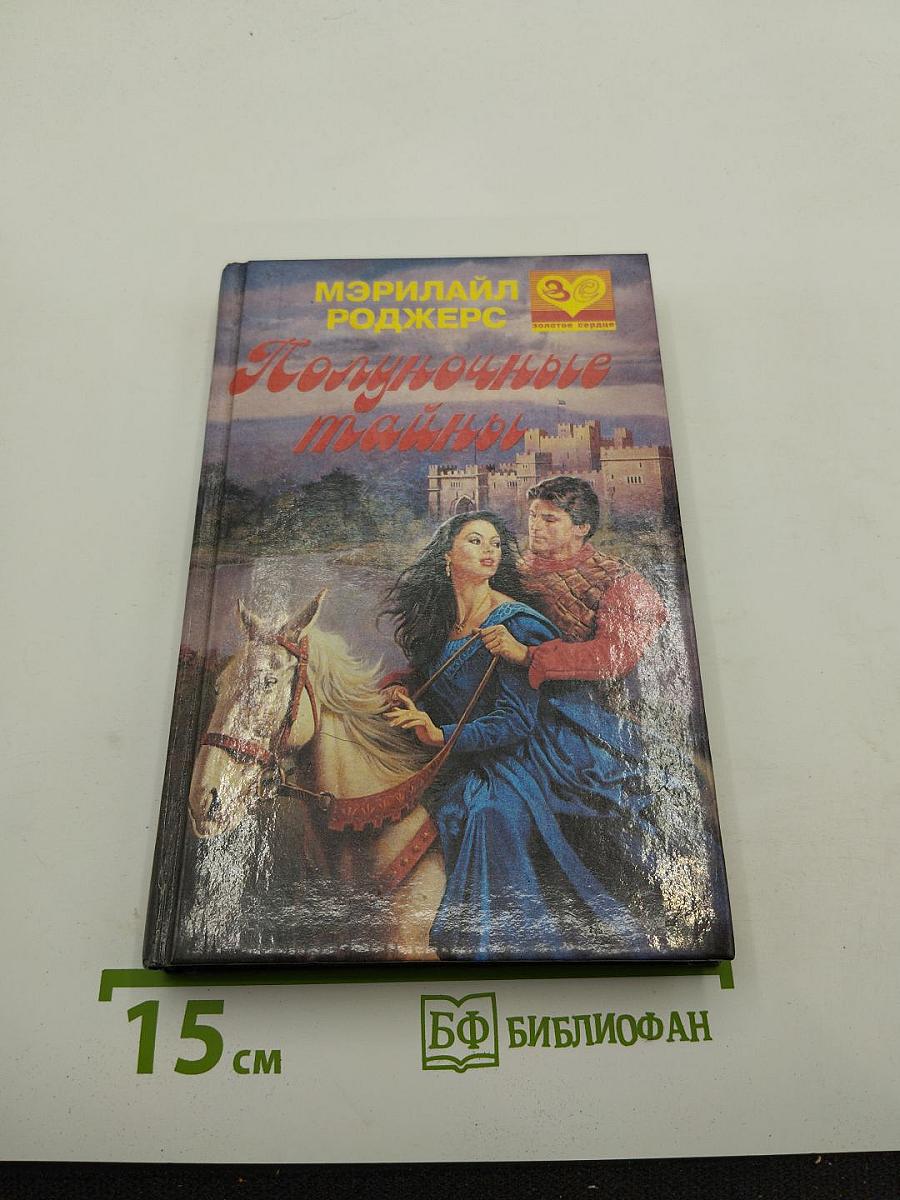 МЭРИЛАЙЛ
РОДЖЕРС
ЗС
золотое сердце
Полуночные
тайны
15 см
БФ БИБЛИОФАН